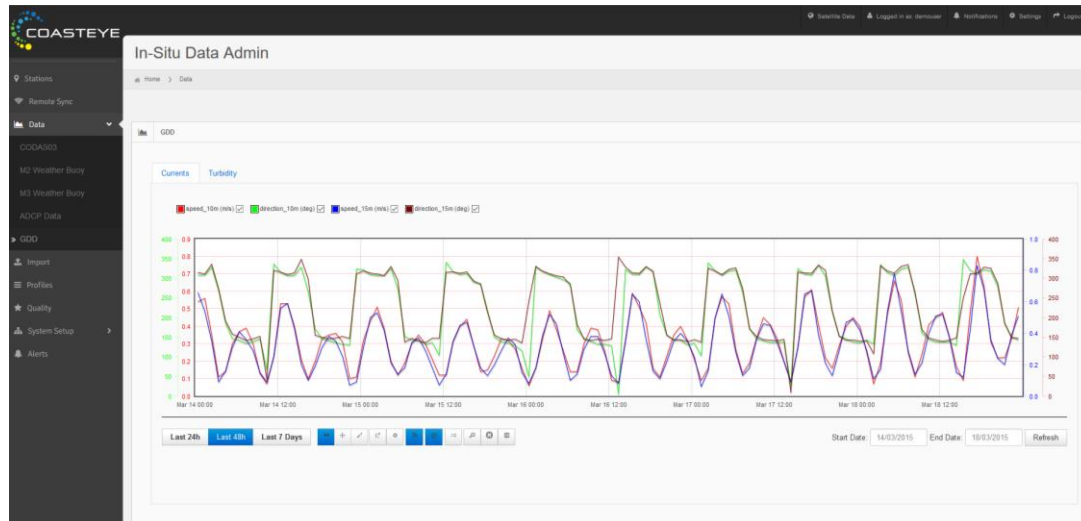 COASTEYE
Satellite Data Logged in as: demouser Notifications Settings Logout
In-Situ Data Admin
Home > Data
Stations
Remote Sync
Data
CODAS03
M2 Weather Buoy
M3 Weather Buoy
ADCP Data
GDD
Import
Profiles
Quality
System Setup
Alerts
GDD
Currents Turbidity
speed_10m (m/s) direction_10m (deg) speed_15m (m/s) direction_15m (deg)
400 0.9 1.0 400
350 0.8 350
300 0.7 0.8 300
250 0.6 250
0.6
200 0.5 200
0.4 0.4
150 0.3 150
100 0.2 0.2 100
50 0.1 50
0 0.0 0.0 0
Mar 14 00:00 Mar 14 12:00 Mar 15 00:00 Mar 15 12:00 Mar 16 00:00 Mar 16 12:00 Mar 17 00:00 Mar 17 12:00 Mar 18 00:00 Mar 18 12:00
Last 24h Last 48h Last 7 Days Start Date: 14/03/2015 End Date: 18/03/2015 Refresh